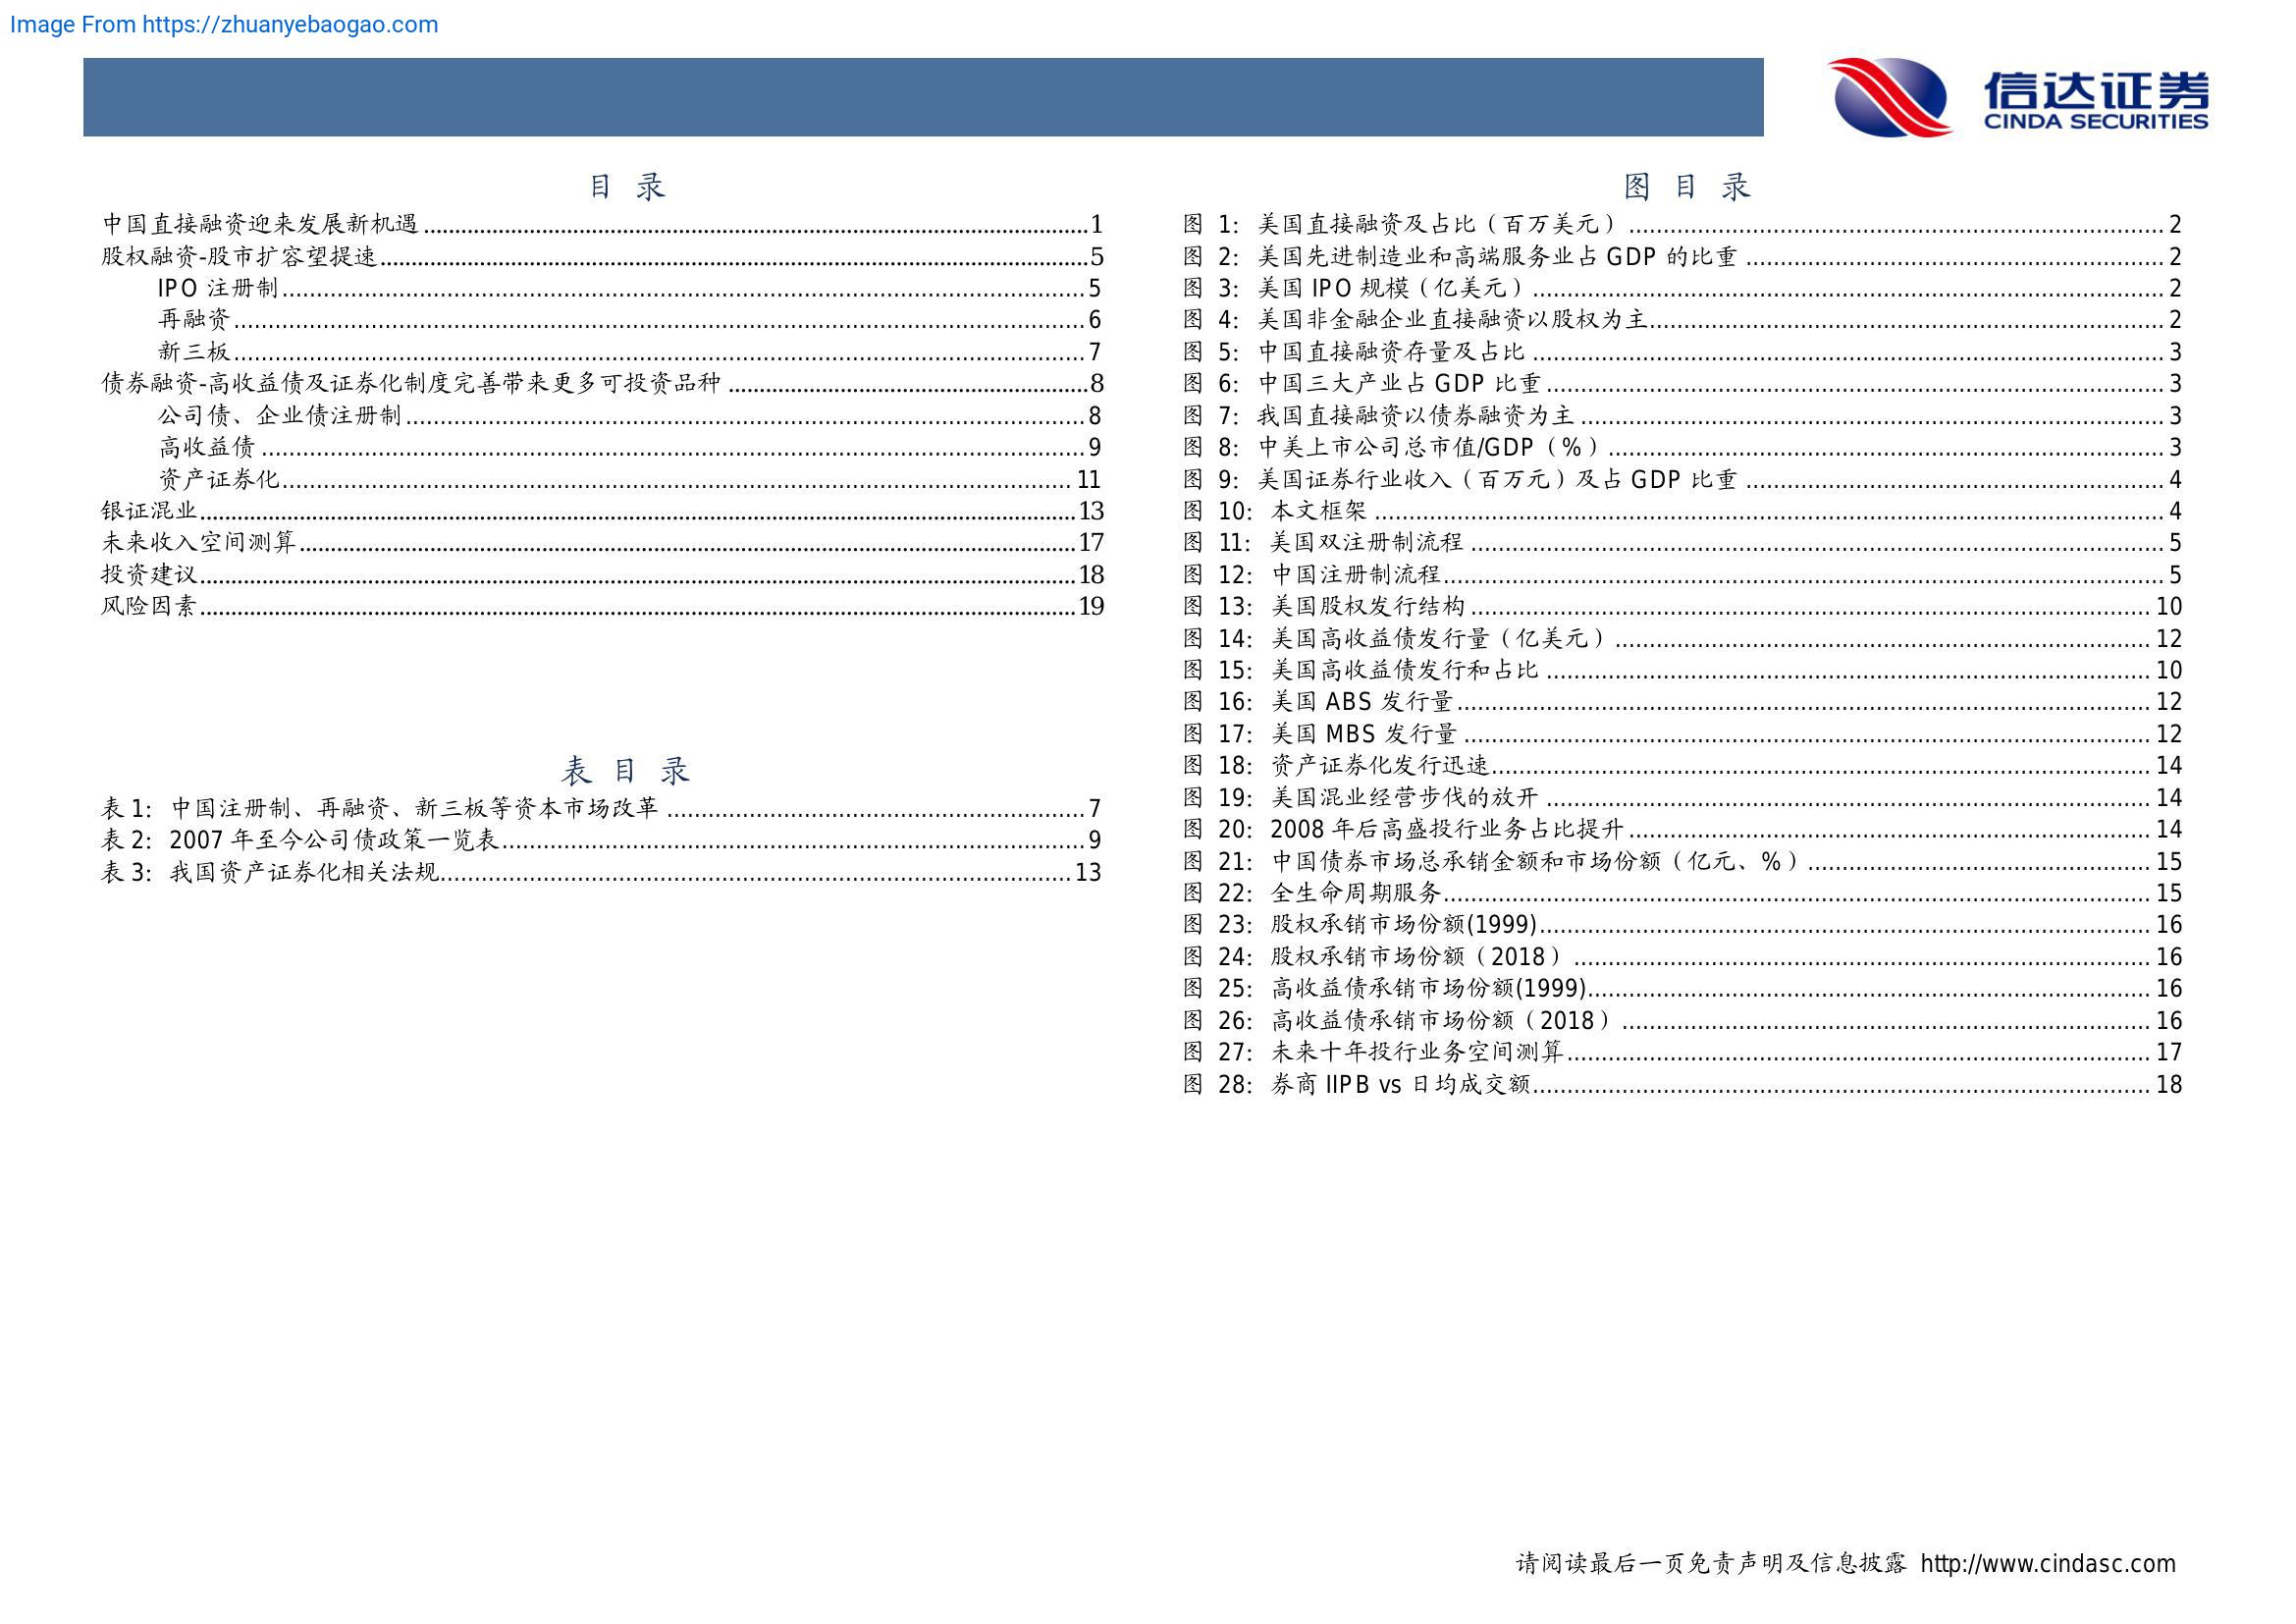 Image From https://zhuanyebaogao.com
信达证券
CINDA SECURITIES
目 录
中国直接融资迎来发展新机遇 ........ 1
股权融资-股市扩容望提速 ........ 5
IPO 注册制 ........ 5
再融资 ........ 6
新三板 ........ 7
债券融资-高收益债及证券化制度完善带来更多可投资品种 ........ 8
公司债、企业债注册制 ........ 8
高收益债 ........ 9
资产证券化 ........ 11
银证混业 ........ 13
未来收入空间测算 ........ 17
投资建议 ........ 18
风险因素 ........ 19
表 目 录
表 1: 中国注册制、再融资、新三板等资本市场改革 ........ 7
表 2: 2007 年至今公司债政策一览表 ........ 9
表 3: 我国资产证券化相关法规 ........ 13
图 目 录
图 1: 美国直接融资及占比（百万美元） ........ 2
图 2: 美国先进制造业和高端服务业占 GDP 的比重 ........ 2
图 3: 美国 IPO 规模（亿美元） ........ 2
图 4: 美国非金融企业直接融资以股权为主 ........ 2
图 5: 中国直接融资存量及占比 ........ 3
图 6: 中国三大产业占 GDP 比重 ........ 3
图 7: 我国直接融资以债券融资为主 ........ 3
图 8: 中美上市公司总市值/GDP（%） ........ 3
图 9: 美国证券行业收入（百万元）及占 GDP 比重 ........ 4
图 10: 本文框架 ........ 4
图 11: 美国双注册制流程 ........ 5
图 12: 中国注册制流程 ........ 5
图 13: 美国股权发行结构 ........ 10
图 14: 美国高收益债发行量（亿美元） ........ 12
图 15: 美国高收益债发行和占比 ........ 10
图 16: 美国 ABS 发行量 ........ 12
图 17: 美国 MBS 发行量 ........ 12
图 18: 资产证券化发行迅速 ........ 14
图 19: 美国混业经营步伐的放开 ........ 14
图 20: 2008 年后高盛投行业务占比提升 ........ 14
图 21: 中国债券市场总承销金额和市场份额（亿元、%） ........ 15
图 22: 全生命周期服务 ........ 15
图 23: 股权承销市场份额(1999) ........ 16
图 24: 股权承销市场份额（2018） ........ 16
图 25: 高收益债承销市场份额(1999) ........ 16
图 26: 高收益债承销市场份额（2018） ........ 16
图 27: 未来十年投行业务空间测算 ........ 17
图 28: 券商 IIPB vs 日均成交额 ........ 18
请阅读最后一页免责声明及信息披露 http://www.cindasc.com